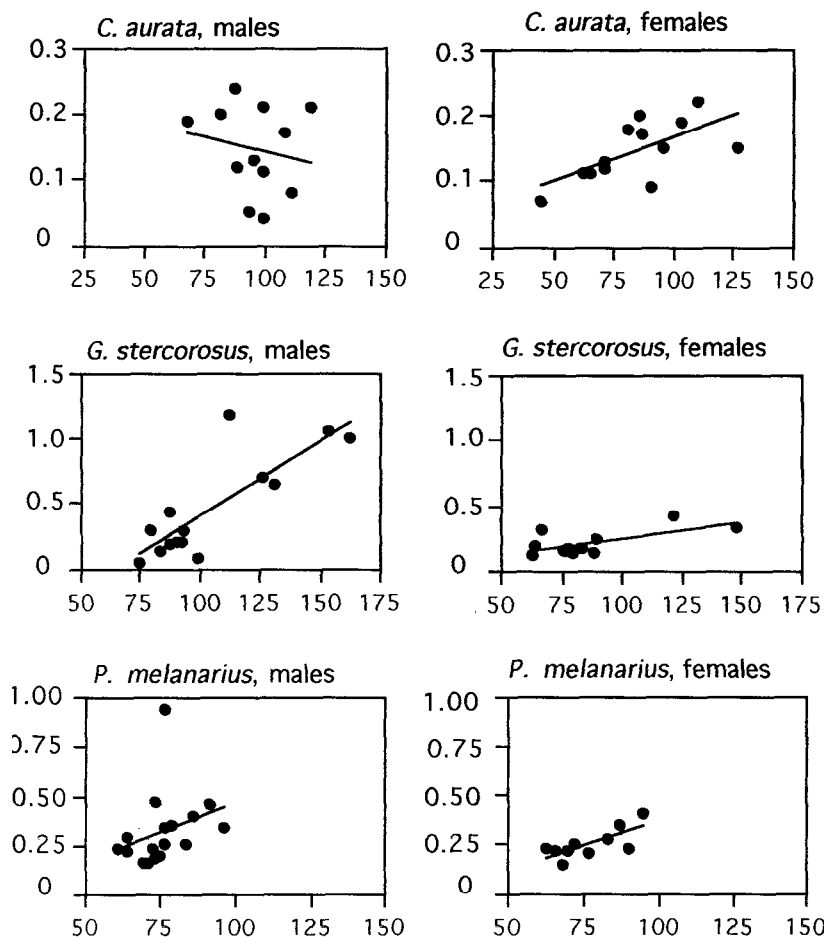 C. aurata, males
0.3
0.2
0.1
0
25 50 75 100 125 150
C. aurata, females
0.3
0.2
0.1
0
25 50 75 100 125 150
G. stercorosus, males
1.5
1.0
0.5
0
50 75 100 125 150 175
G. stercorosus, females
1.5
1.0
0.5
0
50 75 100 125 150 175
P. melanarius, males
1.00
0.75
0.50
0.25
0
50 75 100 125 150
P. melanarius, females
1.00
0.75
0.50
0.25
0
50 75 100 125 150